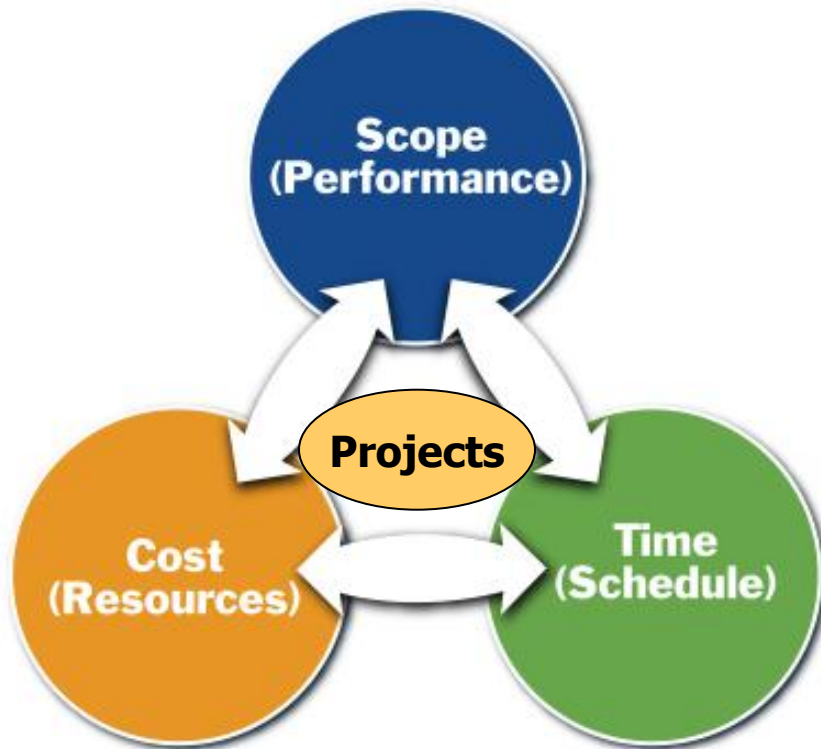 Scope
(Performance)
Projects
Cost
(Resources)
Time
(Schedule)